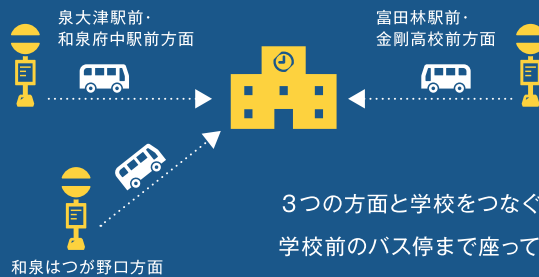 泉大津駅前・
和泉府中駅前方面
富田林駅前・
金剛高校前方面
和泉はつが野口方面
3つの方面と学校をつなぐ
学校前のバス停まで座って